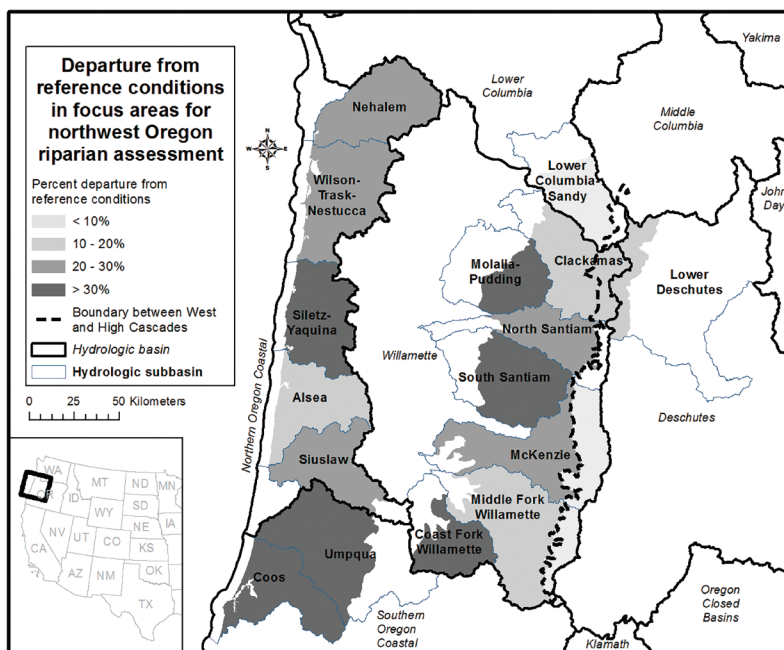 Departure from
reference conditions
in focus areas for
northwest Oregon
riparian assessment
Percent departure from
reference conditions
< 10%
10 - 20%
20 - 30%
> 30%
Boundary between West
and High Cascades
Hydrologic basin
Hydrologic subbasin
0 25 50 Kilometers
N
W E
S
WA
OR
MT
ND
MN
ID
SD
WY
NE
IA
NV
UT
CO
KS
CA
OK
AZ
NM
TX
Yakima
Lower
Columbia
Middle
Columbia
John
Day
Nehalem
Wilson-
Trask-
Nestucca
Lower
Columbia
Sandy
Clackamas
Molalla-
Pudding
Lower
Deschutes
Siletz-
Yaquina
North Santiam
Willamette
South Santiam
Alsea
Deschutes
Northern Oregon Coastal
Siuslaw
McKenzie
Middle Fork
Willamette
Coast Fork
Willamette
Umpqua
Coos
Southern
Oregon
Coastal
Oregon
Closed
Basins
Klamath